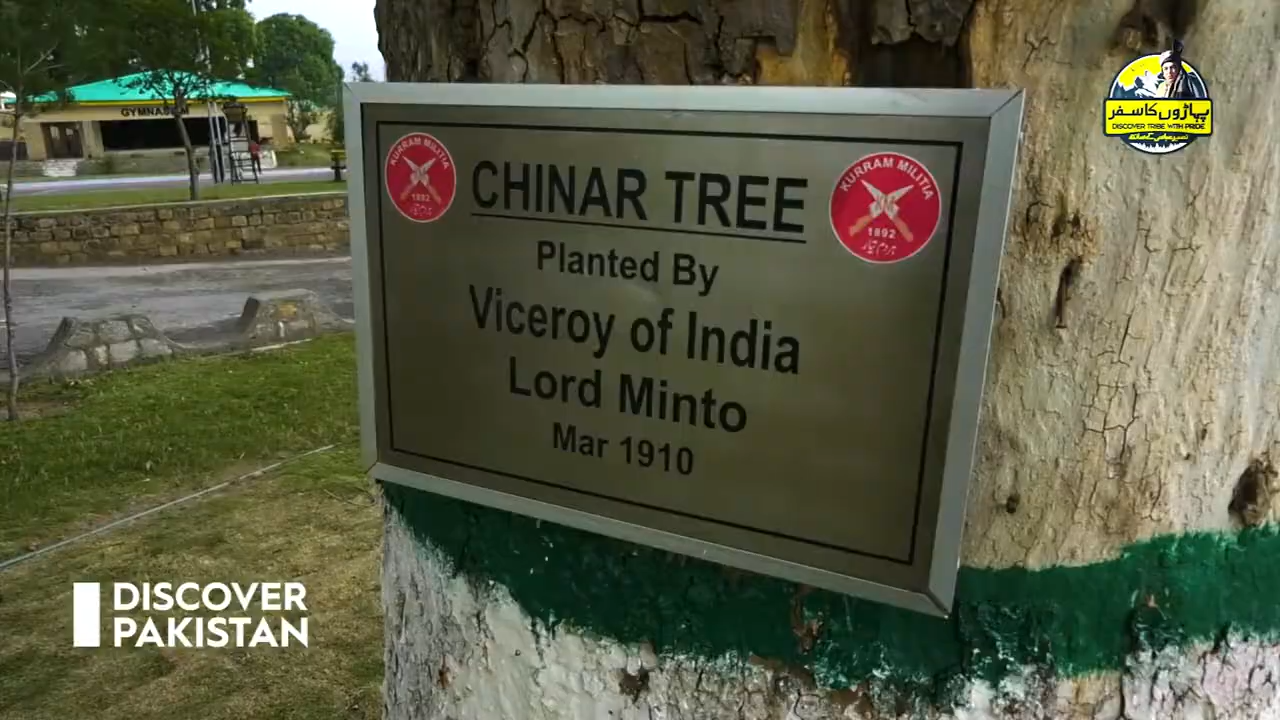 GYMNASIUM
KURRAM MILITIA
1892
CHINAR TREE
KURRAM MILITIA
1892
Planted By
Viceroy of India
Lord Minto
Mar 1910
پہاڑوں کا سفر
DISCOVER TRIBE WITH PRIDE
DISCOVER
PAKISTAN